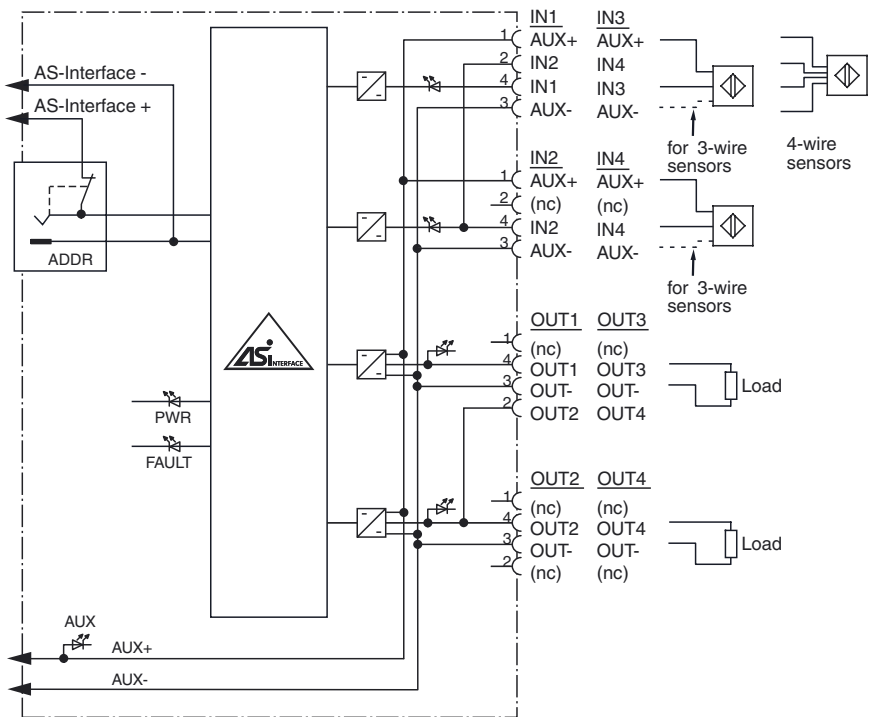 AS-Interface -
AS-Interface +
ADDR
ASi INTERFACE
PWR
FAULT
AUX
AUX+
AUX-
IN1 IN3
1 AUX+ AUX+
2 IN2 IN4
4 IN1 IN3
3 AUX- AUX-
for 3-wire
sensors
4-wire
sensors
IN2 IN4
1 AUX+ AUX+
2 (nc) (nc)
4 IN2 IN4
3 AUX- AUX-
for 3-wire
sensors
OUT1 OUT3
1 (nc) (nc)
4 OUT1 OUT3
3 OUT- OUT-
2 OUT2 OUT4
Load
OUT2 OUT4
1 (nc) (nc)
4 OUT2 OUT4
3 OUT- OUT-
2 (nc) (nc)
Load